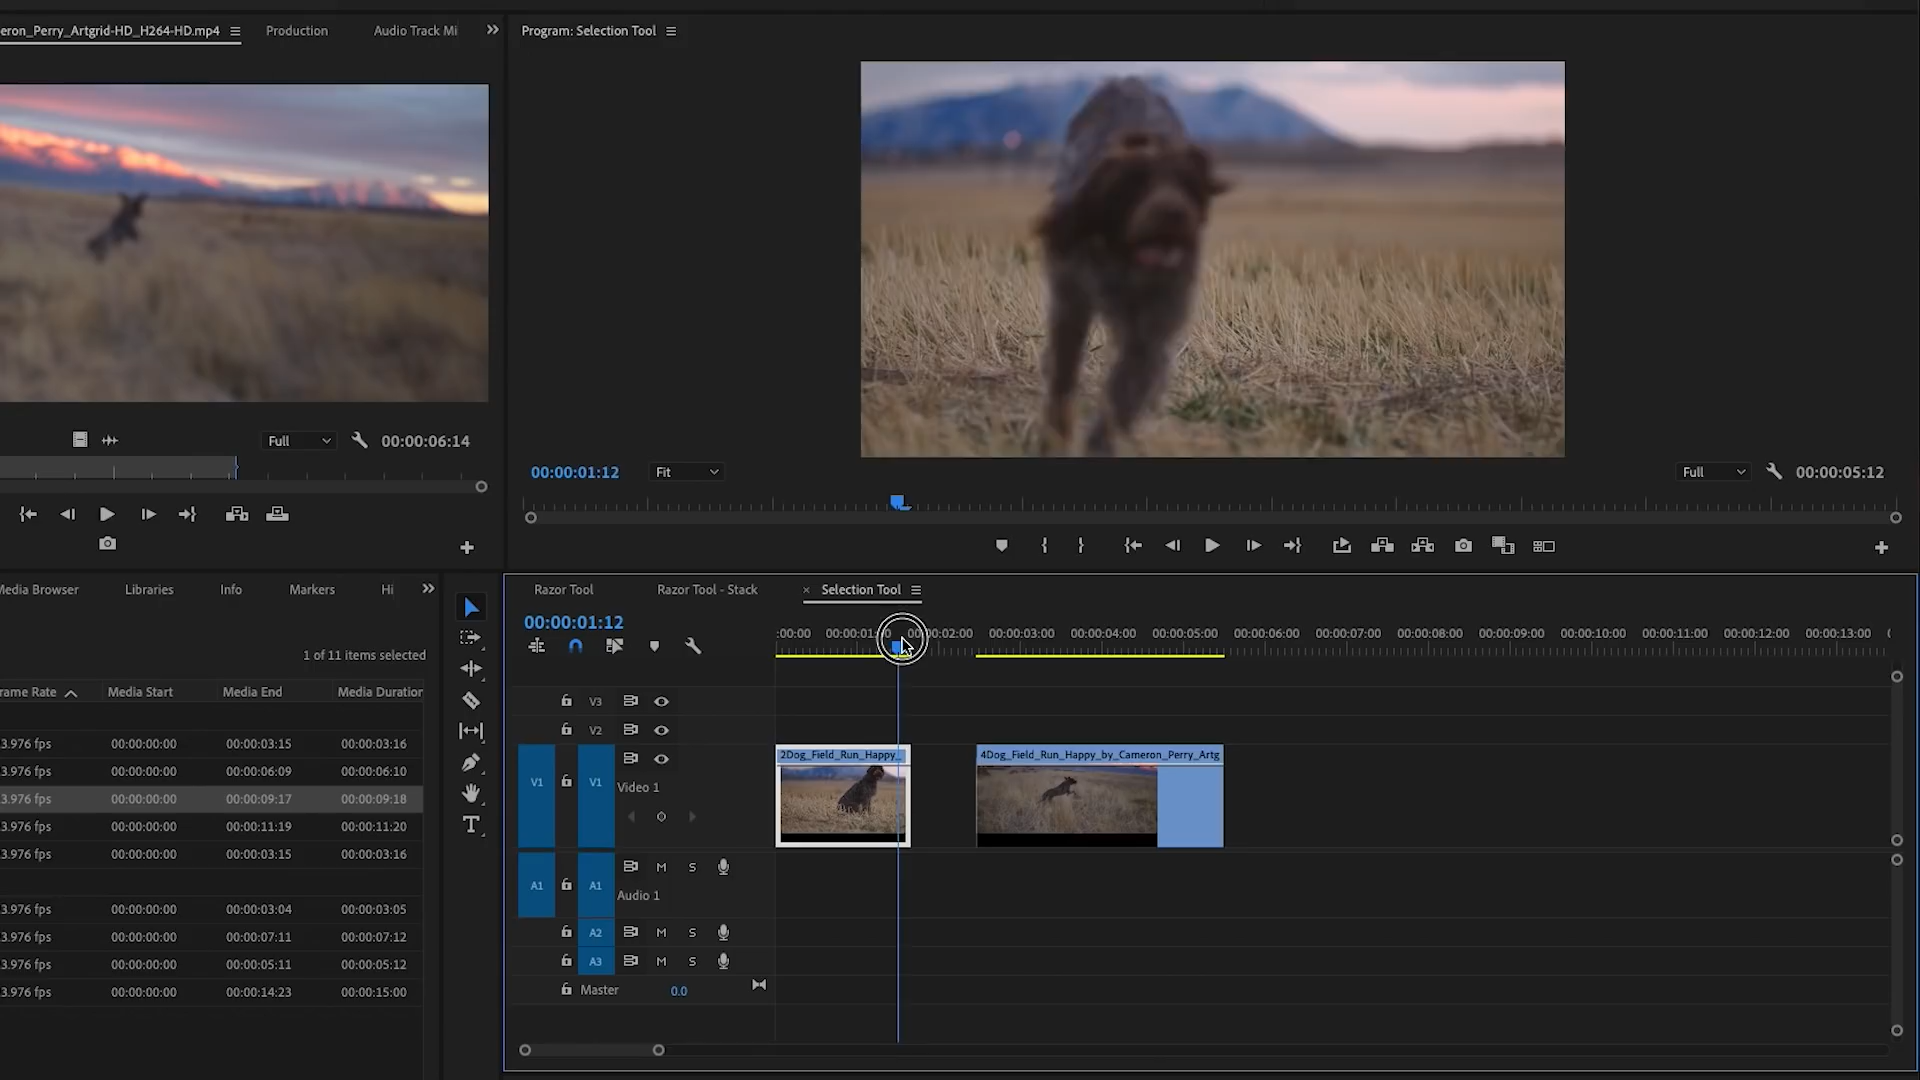 eron_Perry_Artgrid-HD_H264-HD.mp4
Production
Audio Track Mi
Program: Selection Tool
Full
00:00:06:14
00:00:01:12
Fit
Full
00:00:05:12
Media Browser
Libraries
Info
Markers
Hi
1 of 11 items selected
rame Rate
Media Start
Media End
Media Duration
3.976 fps 00:00:00:00 00:00:03:15 00:00:03:16
3.976 fps 00:00:00:00 00:00:06:09 00:00:06:10
3.976 fps 00:00:00:00 00:00:09:17 00:00:09:18
3.976 fps 00:00:00:00 00:00:11:19 00:00:11:20
3.976 fps 00:00:00:00 00:00:03:15 00:00:03:16
3.976 fps 00:00:00:00 00:00:03:04 00:00:03:05
3.976 fps 00:00:00:00 00:00:07:11 00:00:07:12
3.976 fps 00:00:00:00 00:00:05:11 00:00:05:12
3.976 fps 00:00:00:00 00:00:14:23 00:00:15:00
Razor Tool
Razor Tool - Stack
Selection Tool
00:00:01:12
:00:00 00:00:02:00 00:00:03:00 00:00:04:00 00:00:05:00 00:00:06:00 00:00:07:00 00:00:08:00 00:00:09:00 00:00:10:00 00:00:11:00 00:00:12:00 00:00:13:00
V3
V2
V1 V1 Video 1
2Dog_Field_Run_Happy_
4Dog_Field_Run_Happy_by_Cameron_Perry_Artg
A1 A1 M S
Audio 1
A2 M S
A3 M S
Master 0.0